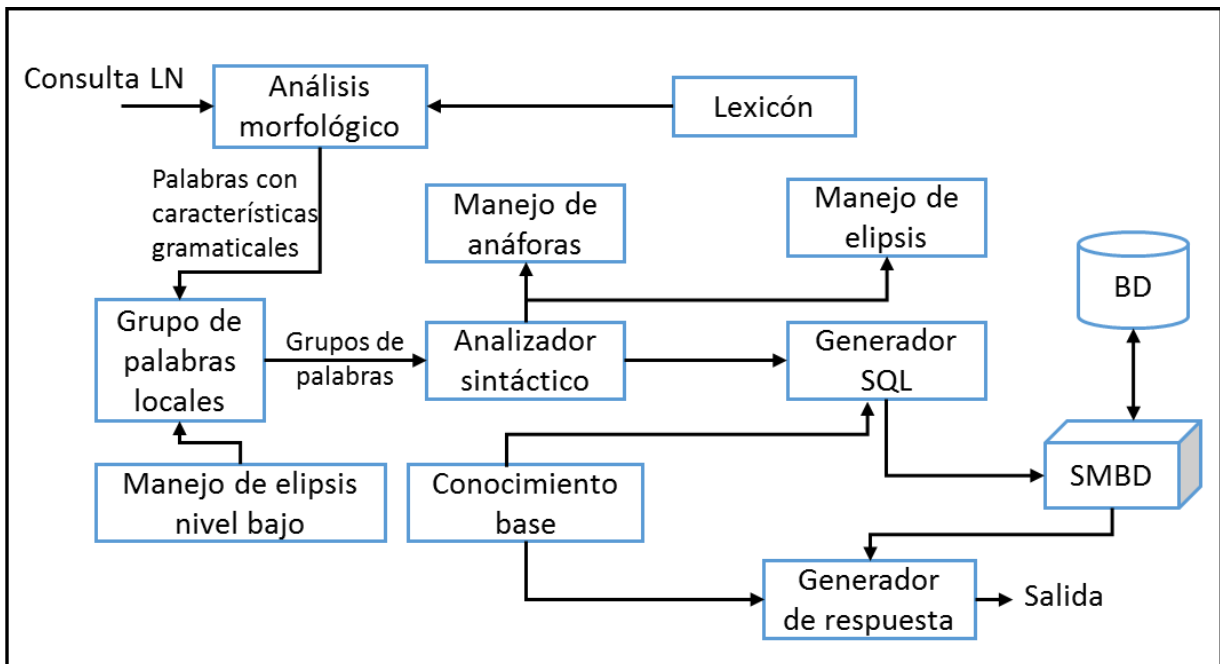 Consulta LN
Análisis
morfológico
Lexicón
Palabras con
características
gramaticales
Manejo de
anáforas
Manejo de
elipsis
BD
Grupo de
palabras
locales
Grupos de
palabras
Analizador
sintáctico
Generador
SQL
Manejo de elipsis
nivel bajo
Conocimiento
base
SMBD
Generador
de respuesta
Salida